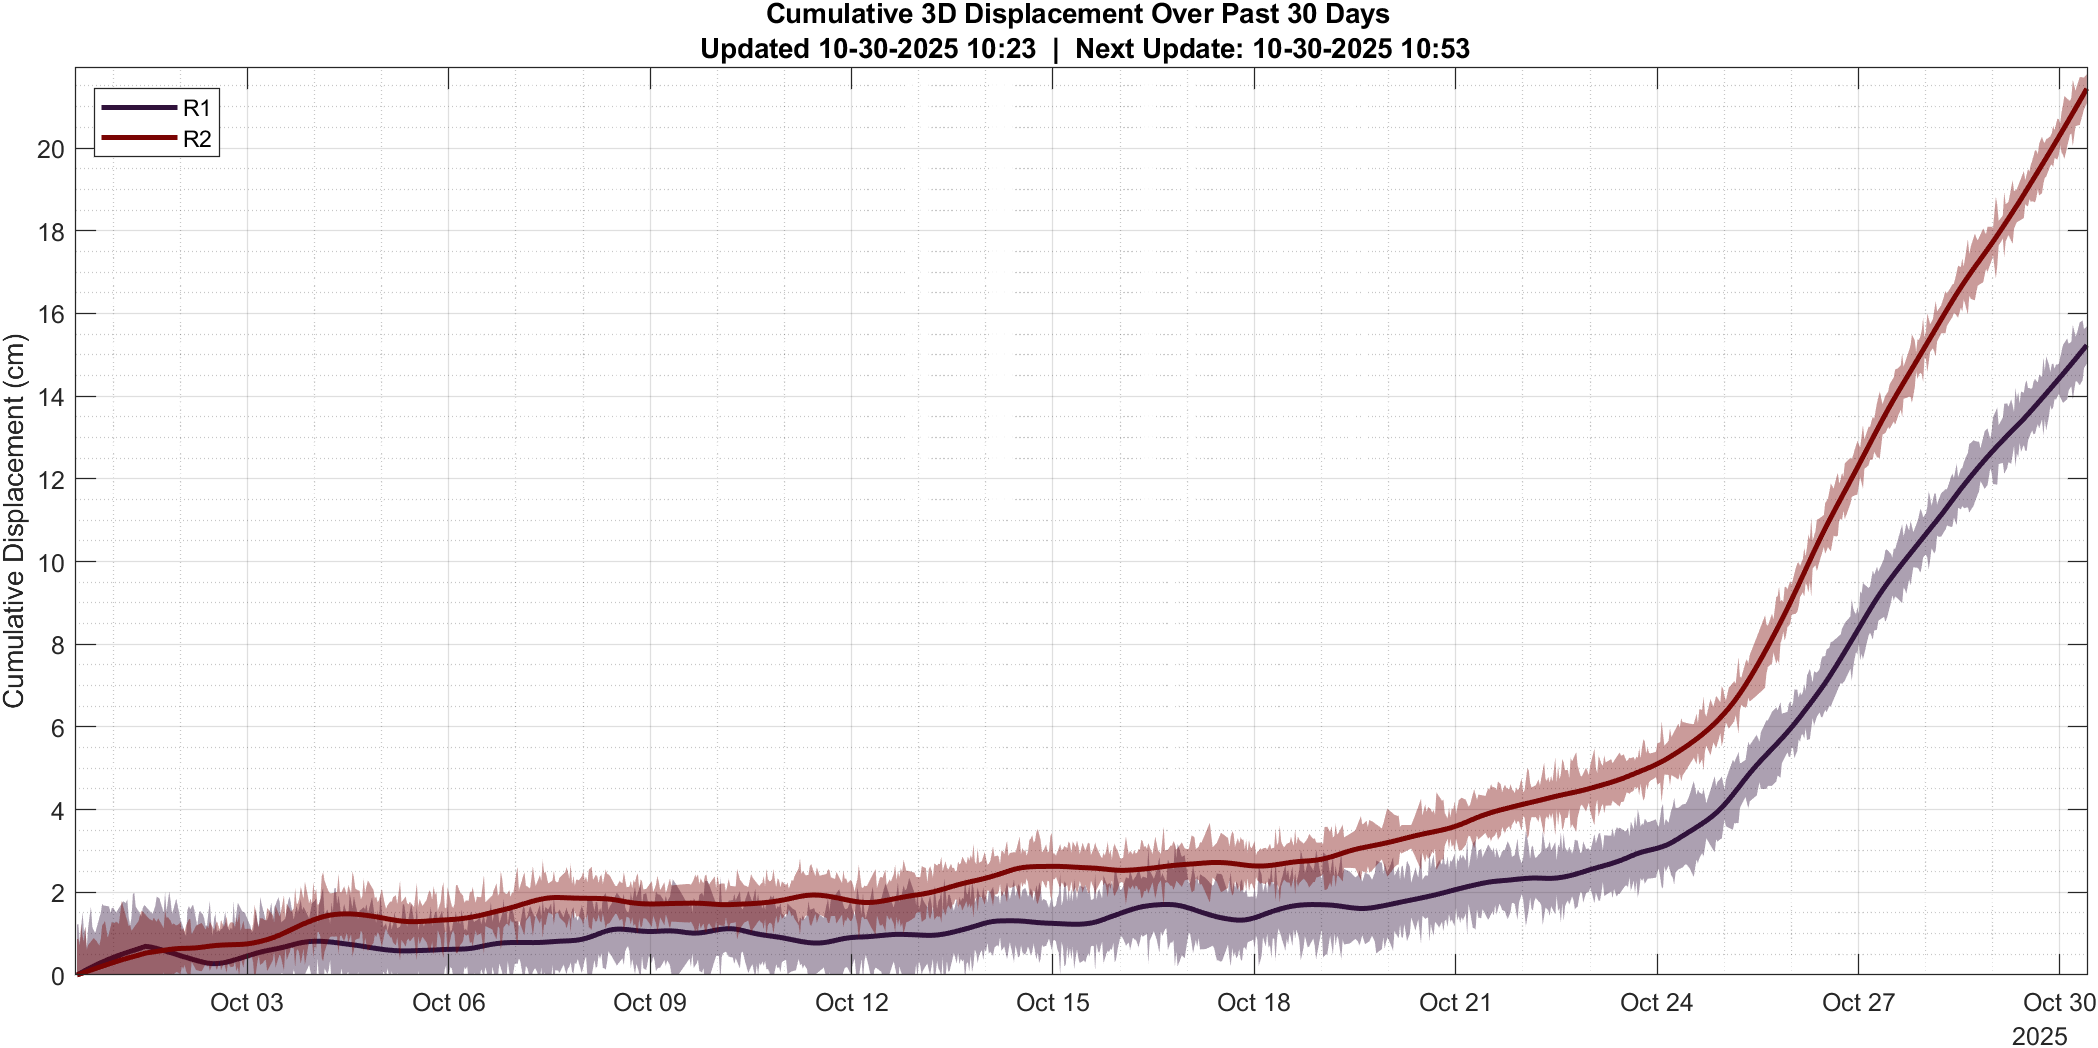 Cumulative 3D Displacement Over Past 30 Days
Updated 10-30-2025 10:23 | Next Update: 10-30-2025 10:53
R1
R2
Cumulative Displacement (cm)
20
18
16
14
12
10
8
6
4
2
0
Oct 03
Oct 06
Oct 09
Oct 12
Oct 15
Oct 18
Oct 21
Oct 24
Oct 27
Oct 30
2025